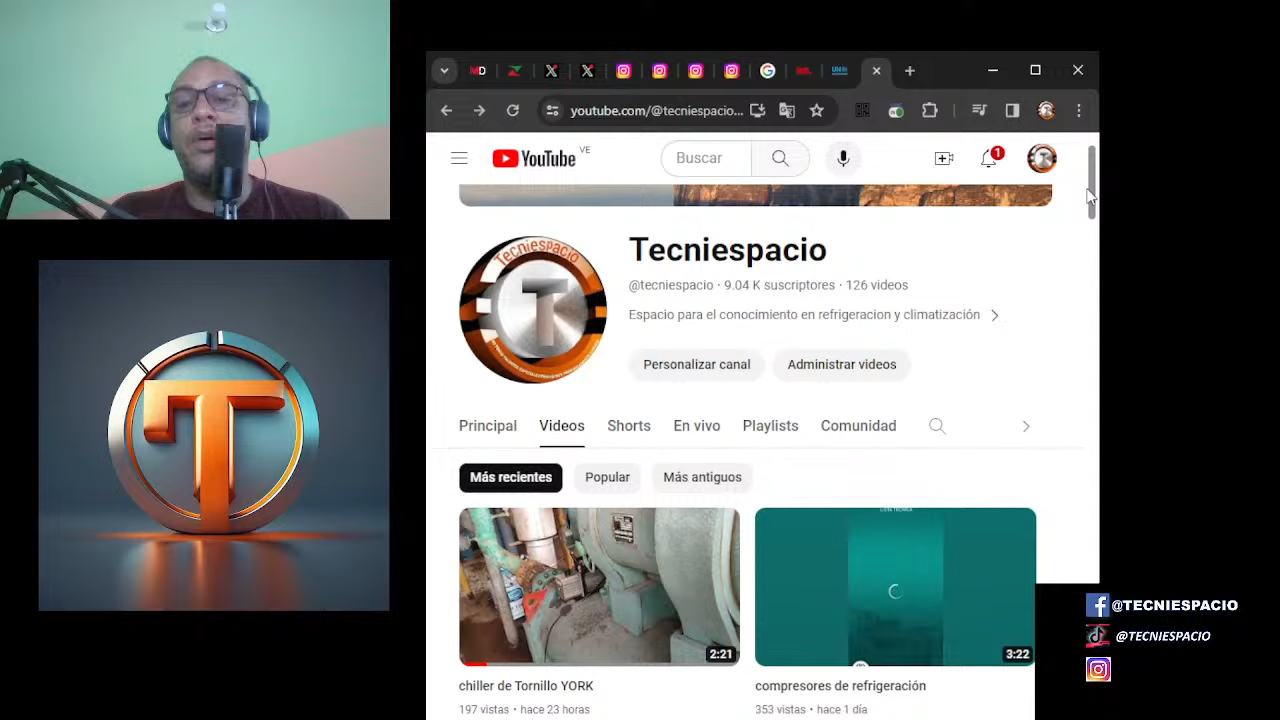 youtube.com/@tecniespacio...
YouTube VE
Buscar
1
Tecniespacio
Tecniespacio
T
@tecniespacio · 9.04 K suscriptores · 126 videos
Espacio para el conocimiento en refrigeracion y climatización
Personalizar canal
Administrar videos
Principal
Videos
Shorts
En vivo
Playlists
Comunidad
Más recientes
Popular
Más antiguos
2:21
3:22
chiller de Tornillo YORK
compresores de refrigeración
197 vistas · hace 23 horas
353 vistas · hace 1 día
T
@TECNIESPACIO
@TECNIESPACIO